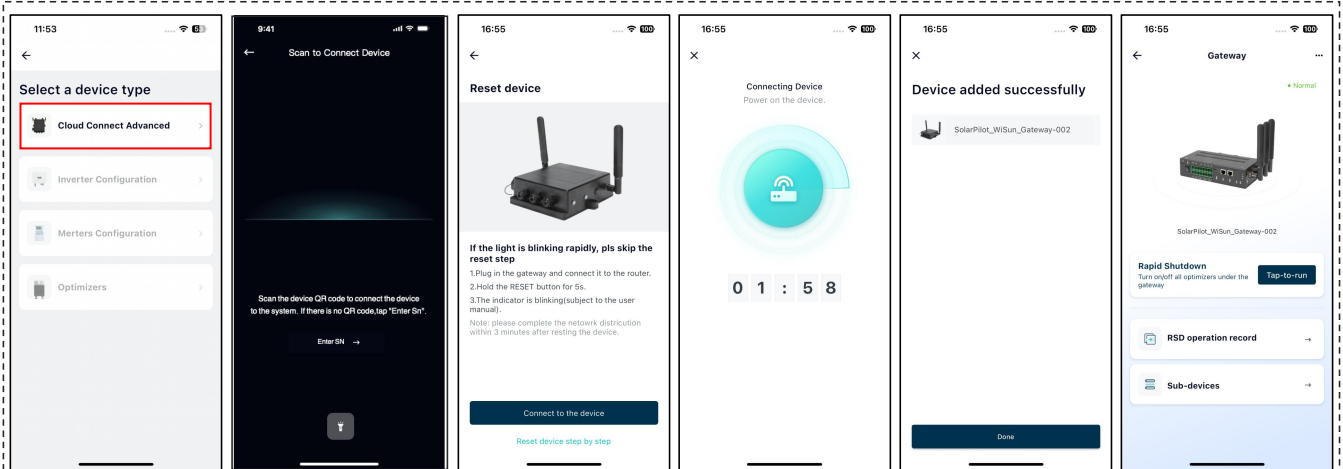 11:53
Select a device type
Cloud Connect Advanced
Inverter Configuration
Merters Configuration
Optimizers
9:41
Scan to Connect Device
Scan the device QR code to connect the device
to the system. If there is no QR code,tap "Enter Sn".
Enter SN →
16:55
100
Reset device
If the light is blinking rapidly, pls skip the
reset step
1.Plug in the gateway and connect it to the router.
2.Hold the RESET button for 5s.
3.The indicator is blinking(subject to the user
manual).
Note: please complete the netowrk districution
within 3 minutes after resting the device.
Connect to the device
Reset device step by step
16:55
100
Connecting Device
Power on the device.
01:58
16:55
100
Device added successfully
SolarPilot_WiSun_Gateway-002
Done
16:55
100
Gateway
Normal
SolarPilot_WiSun_Gateway-002
Rapid Shutdown
Turn on/off all optimizers under the
gateway
Tap-to-run
RSD operation record
Sub-devices